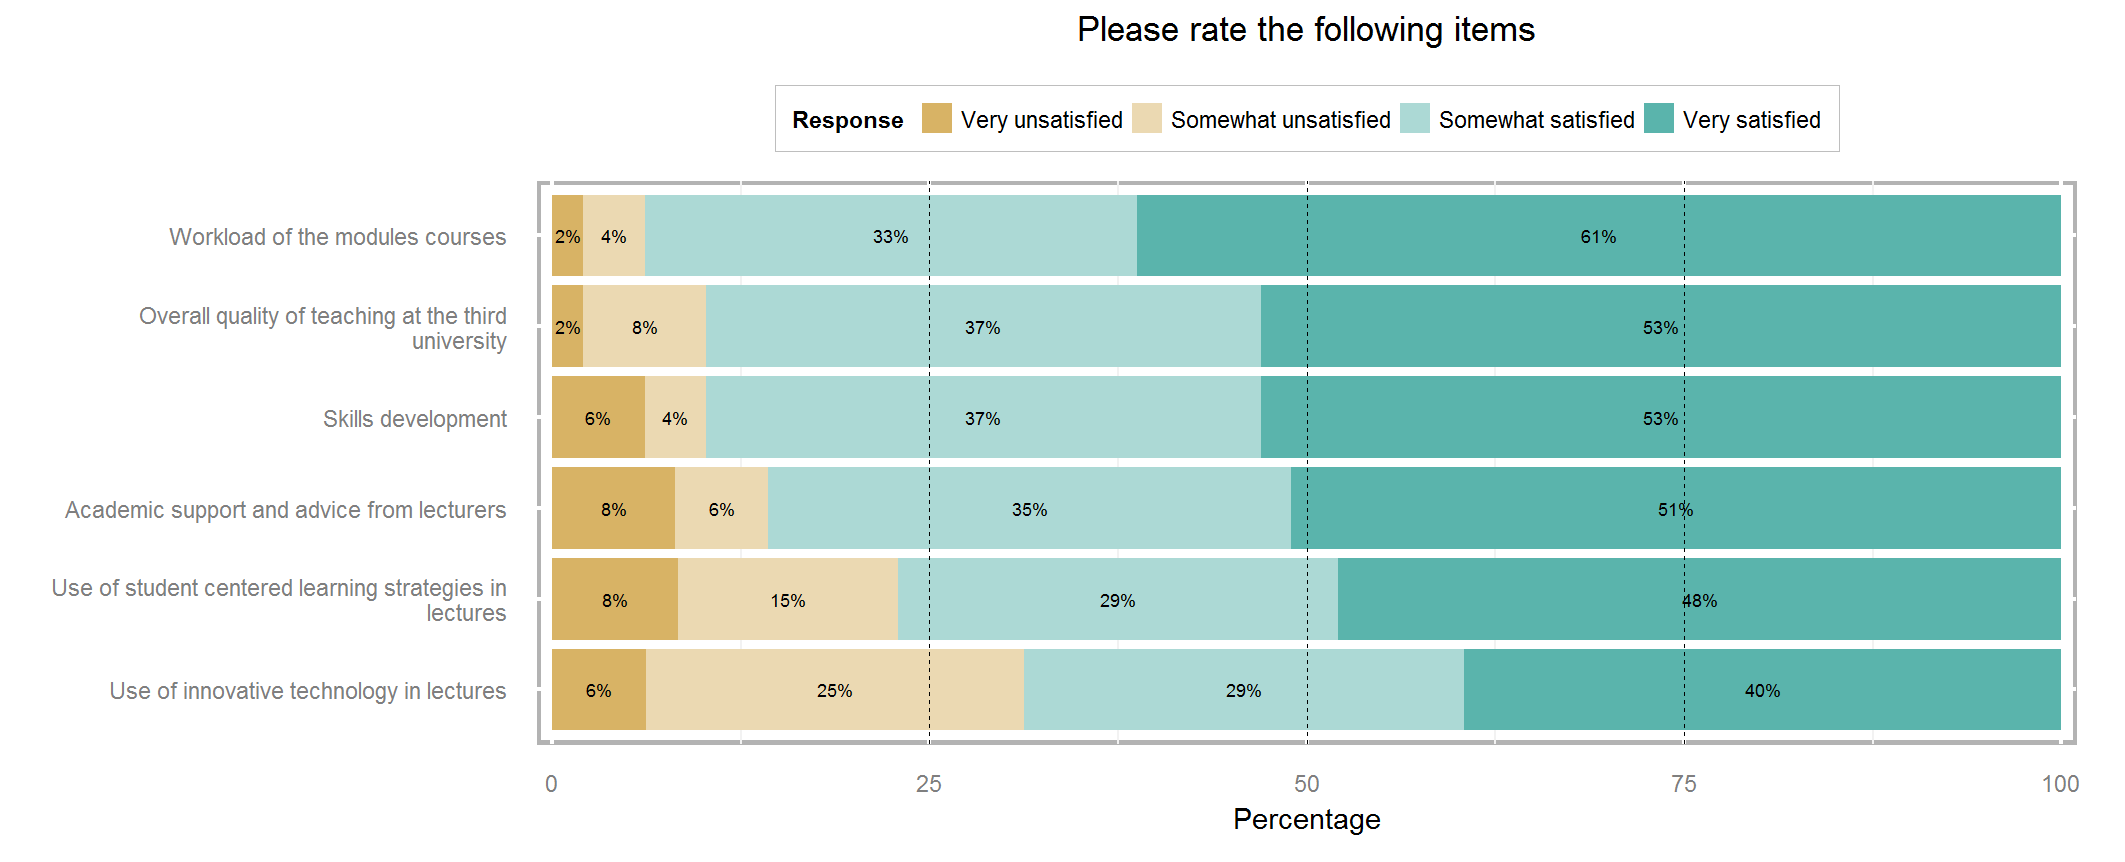 Please rate the following items
Response Very unsatisfied Somewhat unsatisfied Somewhat satisfied Very satisfied
Workload of the modules courses 2% 4% 33% 61%
Overall quality of teaching at the third
university
2% 8% 37% 53%
Skills development 6% 4% 37% 53%
Academic support and advice from lecturers 8% 6% 35% 51%
Use of student centered learning strategies in
lectures
8% 15% 29% 48%
Use of innovative technology in lectures 6% 25% 29% 40%
0 25 50 75 100
Percentage